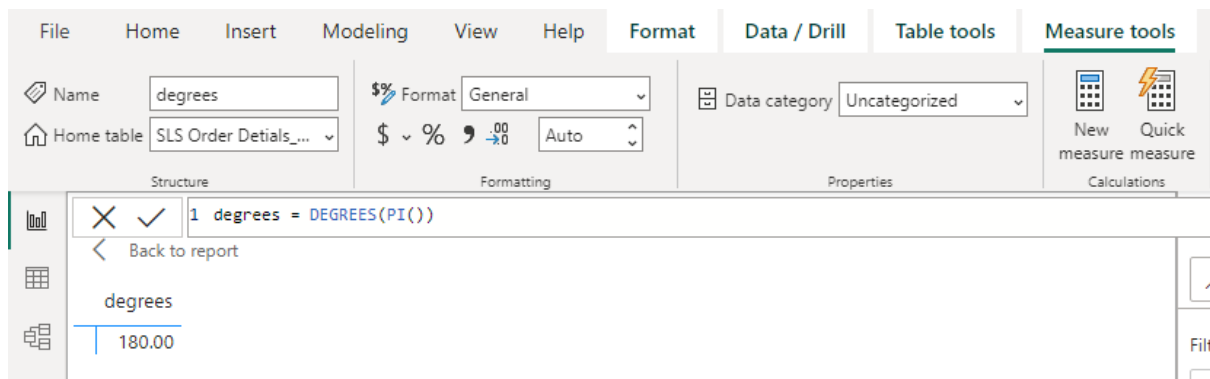 File Home Insert Modeling View Help Format Data / Drill Table tools Measure tools
Name degrees
Home table SLS Order Detials_...
Structure
$% Format General
$ % 9 .00 →.0 Auto
Formatting
Data category Uncategorized
Properties
New measure
Quick measure
Calculations
1 degrees = DEGREES(PI())
Back to report
degrees
180.00
Filt